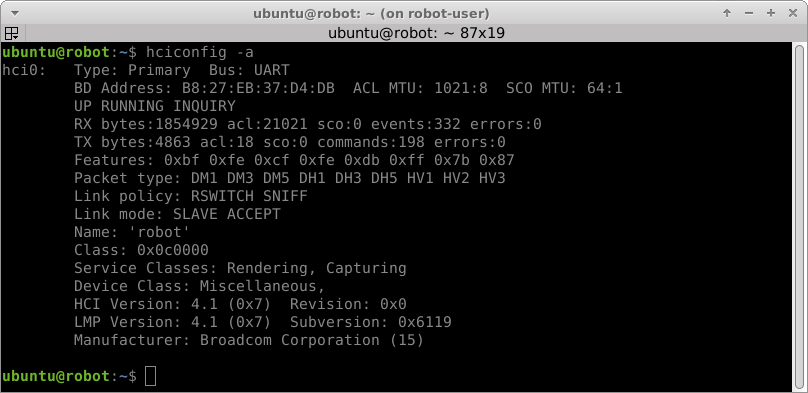 ubuntu@robot: ~ (on robot-user)
ubuntu@robot: ~ 87x19
ubuntu@robot:~$ hciconfig -a
hci0:   Type: Primary  Bus: UART
        BD Address: B8:27:EB:37:D4:DB  ACL MTU: 1021:8  SCO MTU: 64:1
        UP RUNNING INQUIRY
        RX bytes:1854929 acl:21021 sco:0 events:332 errors:0
        TX bytes:4863 acl:18 sco:0 commands:198 errors:0
        Features: 0xbf 0xfe 0xcf 0xfe 0xdb 0xff 0x7b 0x87
        Packet type: DM1 DM3 DM5 DH1 DH3 DH5 HV1 HV2 HV3
        Link policy: RSWITCH SNIFF
        Link mode: SLAVE ACCEPT
        Name: 'robot'
        Class: 0x0c0000
        Service Classes: Rendering, Capturing
        Device Class: Miscellaneous,
        HCI Version: 4.1 (0x7)  Revision: 0x0
        LMP Version: 4.1 (0x7)  Subversion: 0x6119
        Manufacturer: Broadcom Corporation (15)
ubuntu@robot:~$